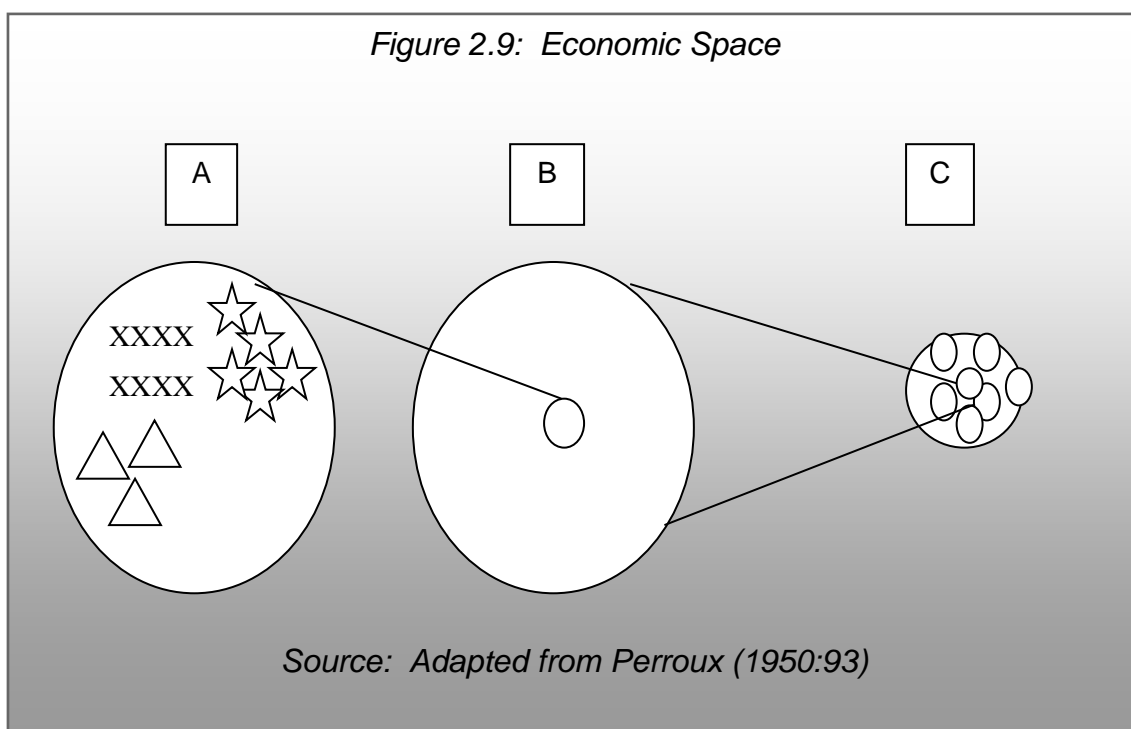 Figure 2.9: Economic Space
A
B
C
XXXX
XXXX
Source: Adapted from Perroux (1950:93)